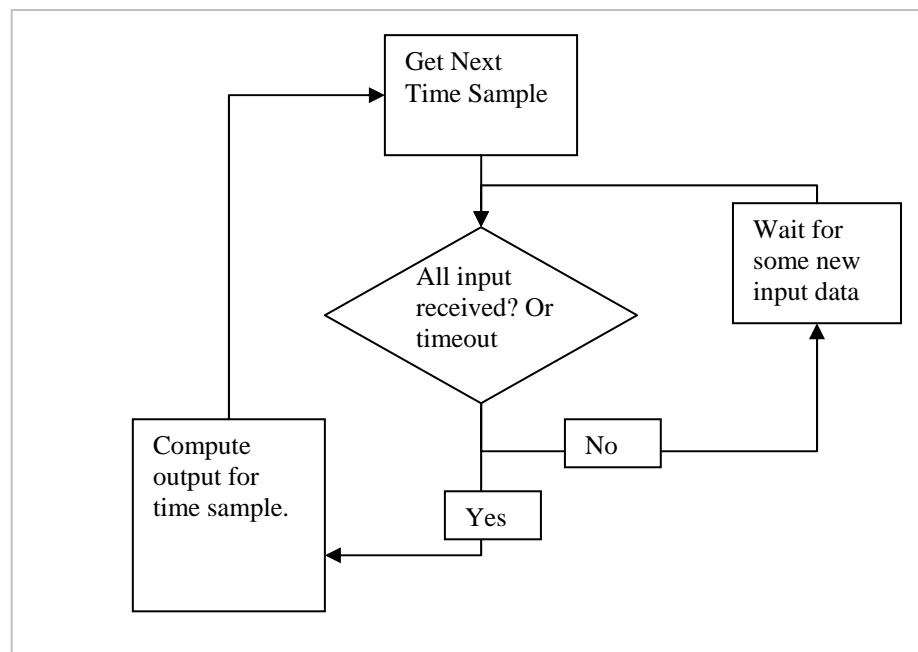 Get Next
Time Sample
Wait for
some new
input data
All input
received? Or
timeout
No
Compute
output for
time sample.
Yes